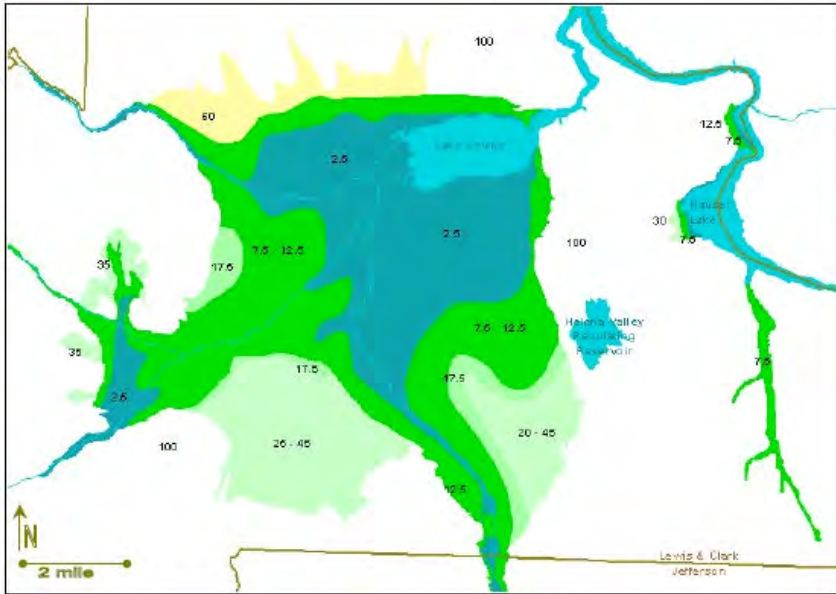 100
60
12.5
7.5
2.5
Lake Helena
Hauser
Lake
30
7.5
2.5
7.5 - 12.5
100
35
17.5
Helena Valley
Regulating
Reservoir
7.5 - 12.5
35
17.5
17.5
7.5
2.5
20 - 45
100
25 - 45
12.5
N
2 mile
Lewis & Clark
Jefferson